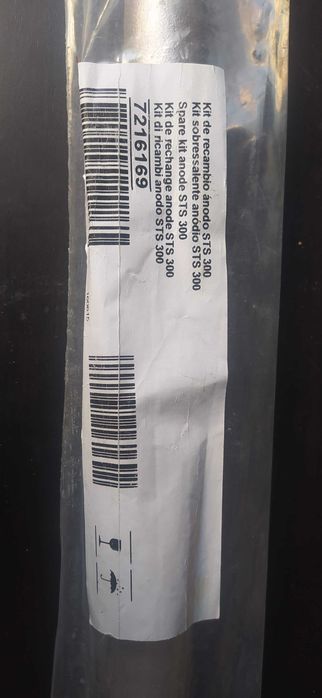 Kit de recambio ánodo STS 300
Kit sobressalente anódio STS 300
Spare kit anode STS 300
Kit de rechange anode STS 300
Kit di ricambi anodo STS 300
7216169